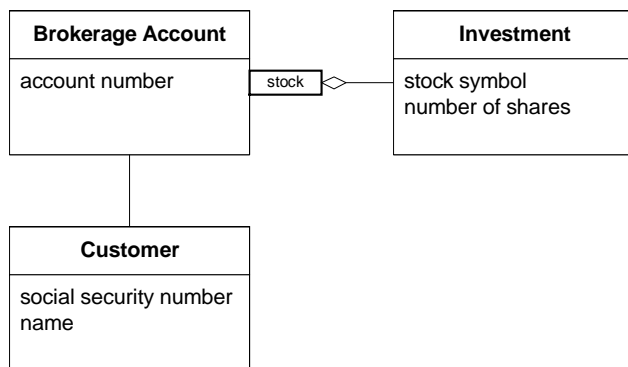 Brokerage Account
account number
stock
Investment
stock symbol
number of shares
Customer
social security number
name